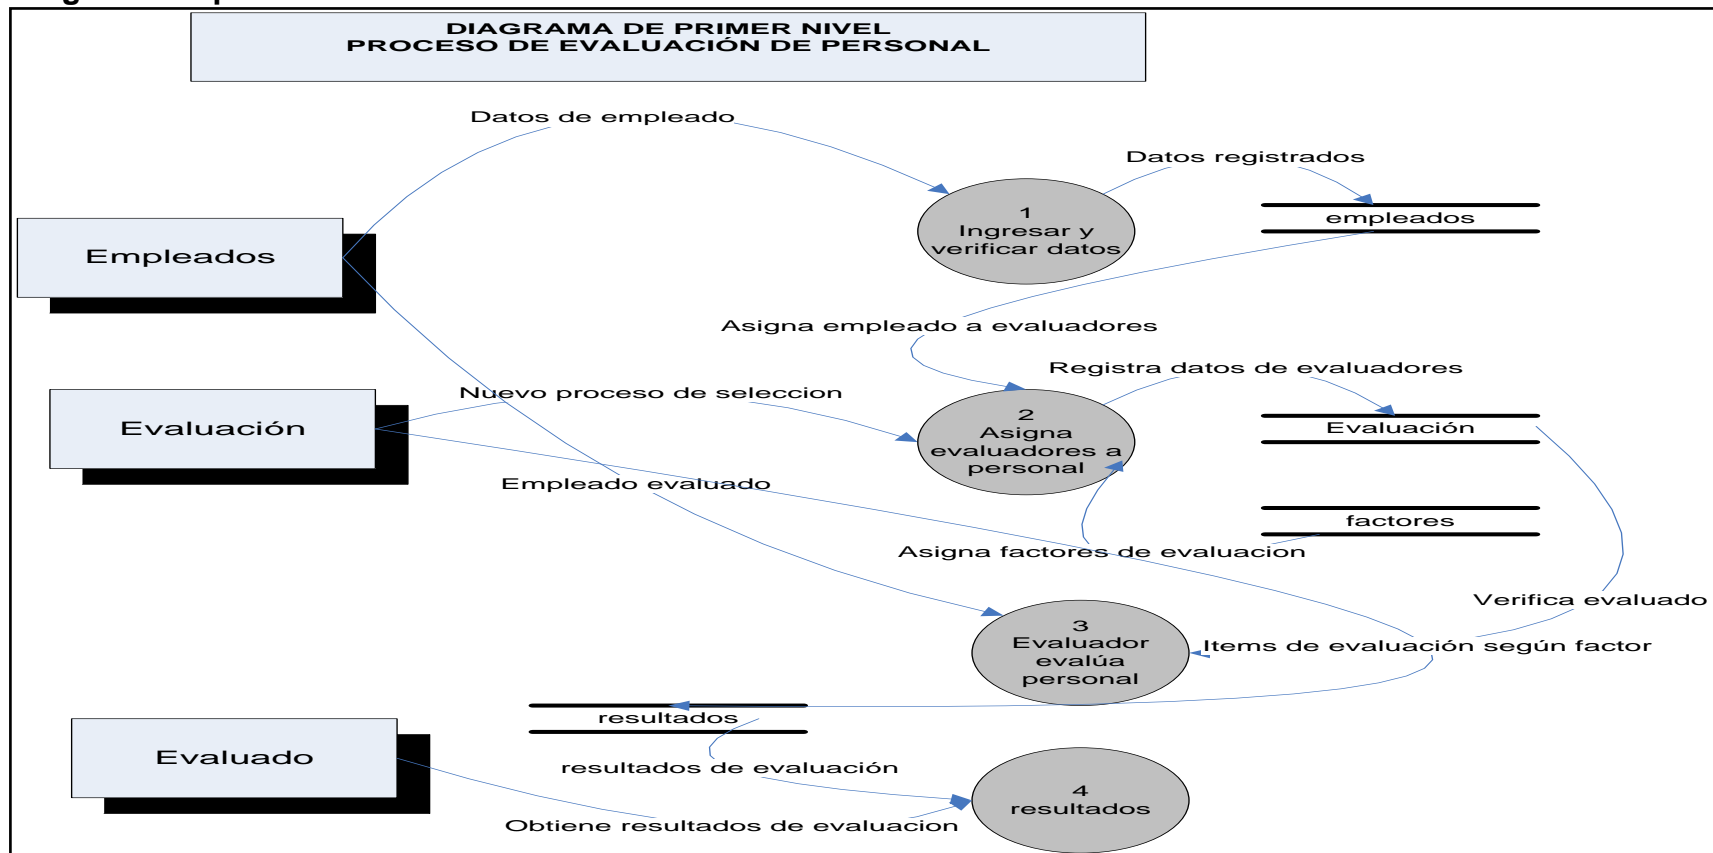 DIAGRAMA DE PRIMER NIVEL
PROCESO DE EVALUACIÓN DE PERSONAL
Datos de empleado
Datos registrados
1
Ingresar y
verificar datos
empleados
Empleados
Asigna empleado a evaluadores
Registra datos de evaluadores
Nuevo proceso de seleccion
2
Asigna
evaluadores a
personal
Evaluación
Evaluación
Empleado evaluado
factores
Asigna factores de evaluacion
Verifica evaluado
3
Evaluador
evalúa
personal
Items de evaluación según factor
resultados
Evaluado
resultados de evaluación
4
resultados
Obtiene resultados de evaluacion